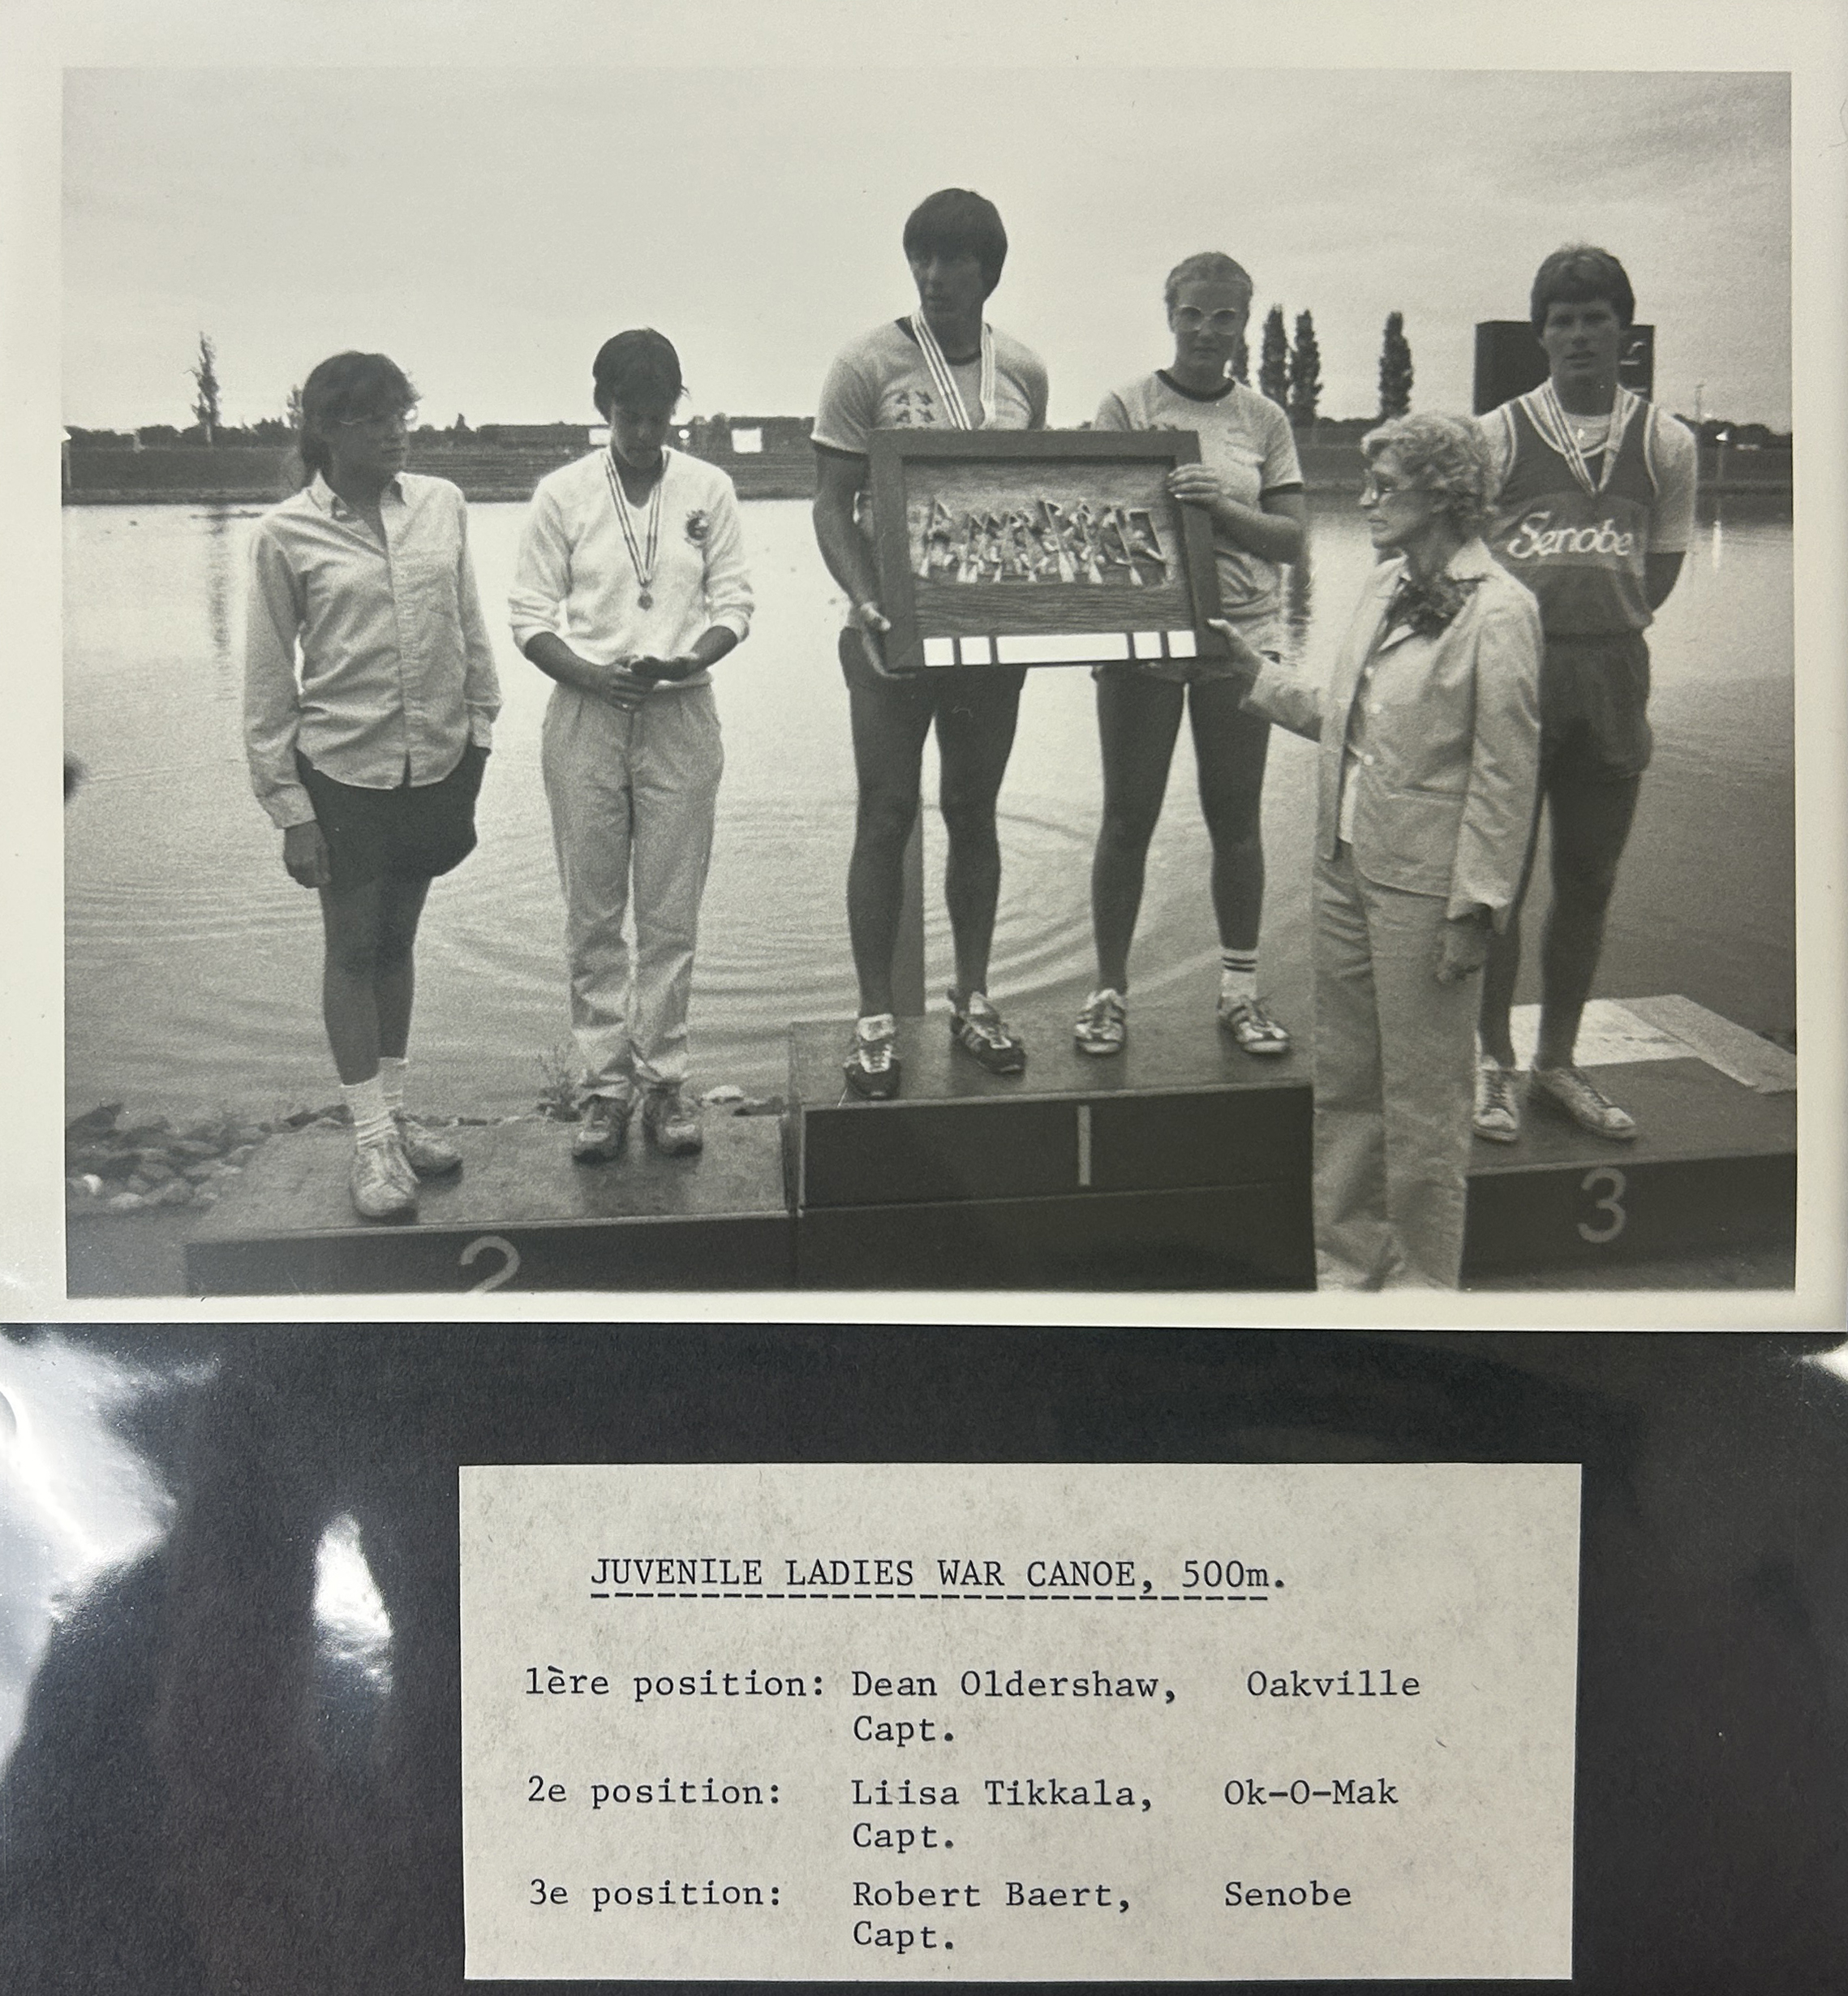 Senobe
1
3
2
JUVENILE LADIES WAR CANOE, 500m.
1ère position: Dean Oldershaw, Oakville
Capt.
2e position: Liisa Tikkala, Ok-O-Mak
Capt.
3e position: Robert Baert, Senobe
Capt.